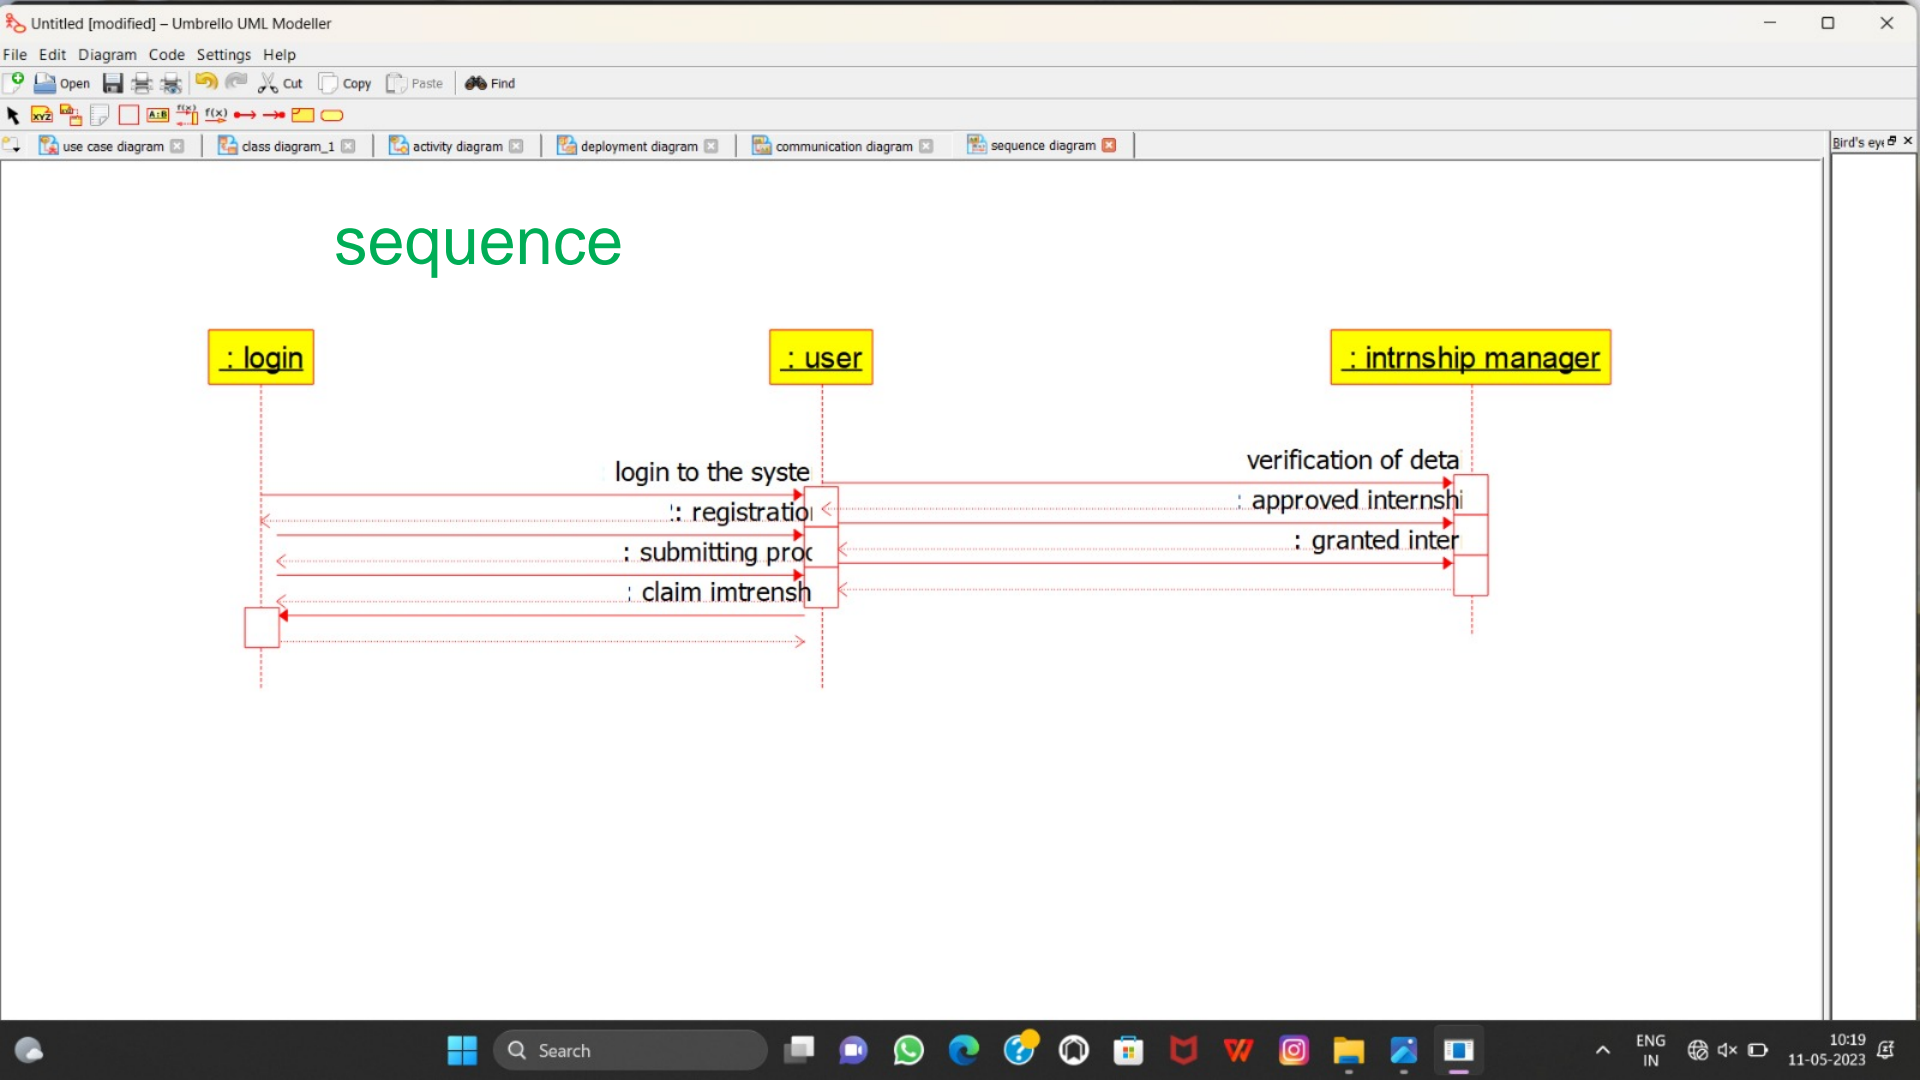 Untitled [modified] – Umbrello UML Modeller
File Edit Diagram Code Settings Help
Open Cut Copy Paste Find
XYZ A:B f(x) f(x)
use case diagram class diagram_1 activity diagram deployment diagram communication diagram sequence diagram Bird's eye
sequence
: login : user : intrnship manager
verification of detai
login to the syste
: approved internshi
: registration
: granted inter
: submitting proc
: claim imtrensh
Search
ENG
IN
10:19
11-05-2023